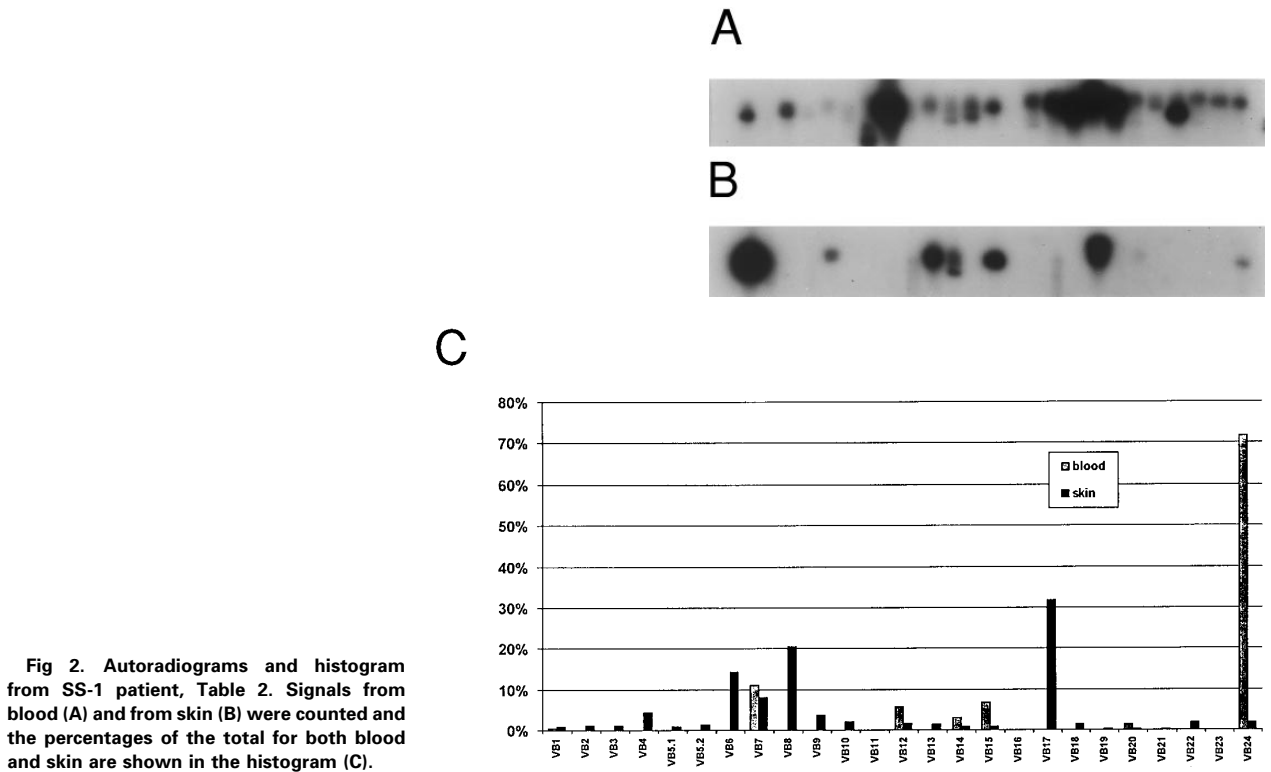 A
B
C
80%
70%
60%
50%
40%
30%
20%
10%
0%
blood
skin
VB1
VB2
VB3
VB4
VB5.1
VB5.2
VB6
VB7
VB8
VB9
VB10
VB11
VB12
VB13
VB14
VB15
VB16
VB17
VB18
VB19
VB20
VB21
VB22
VB23
VB24
Fig 2. Autoradiograms and histogram
from SS-1 patient, Table 2. Signals from
blood (A) and from skin (B) were counted and
the percentages of the total for both blood
and skin are shown in the histogram (C).